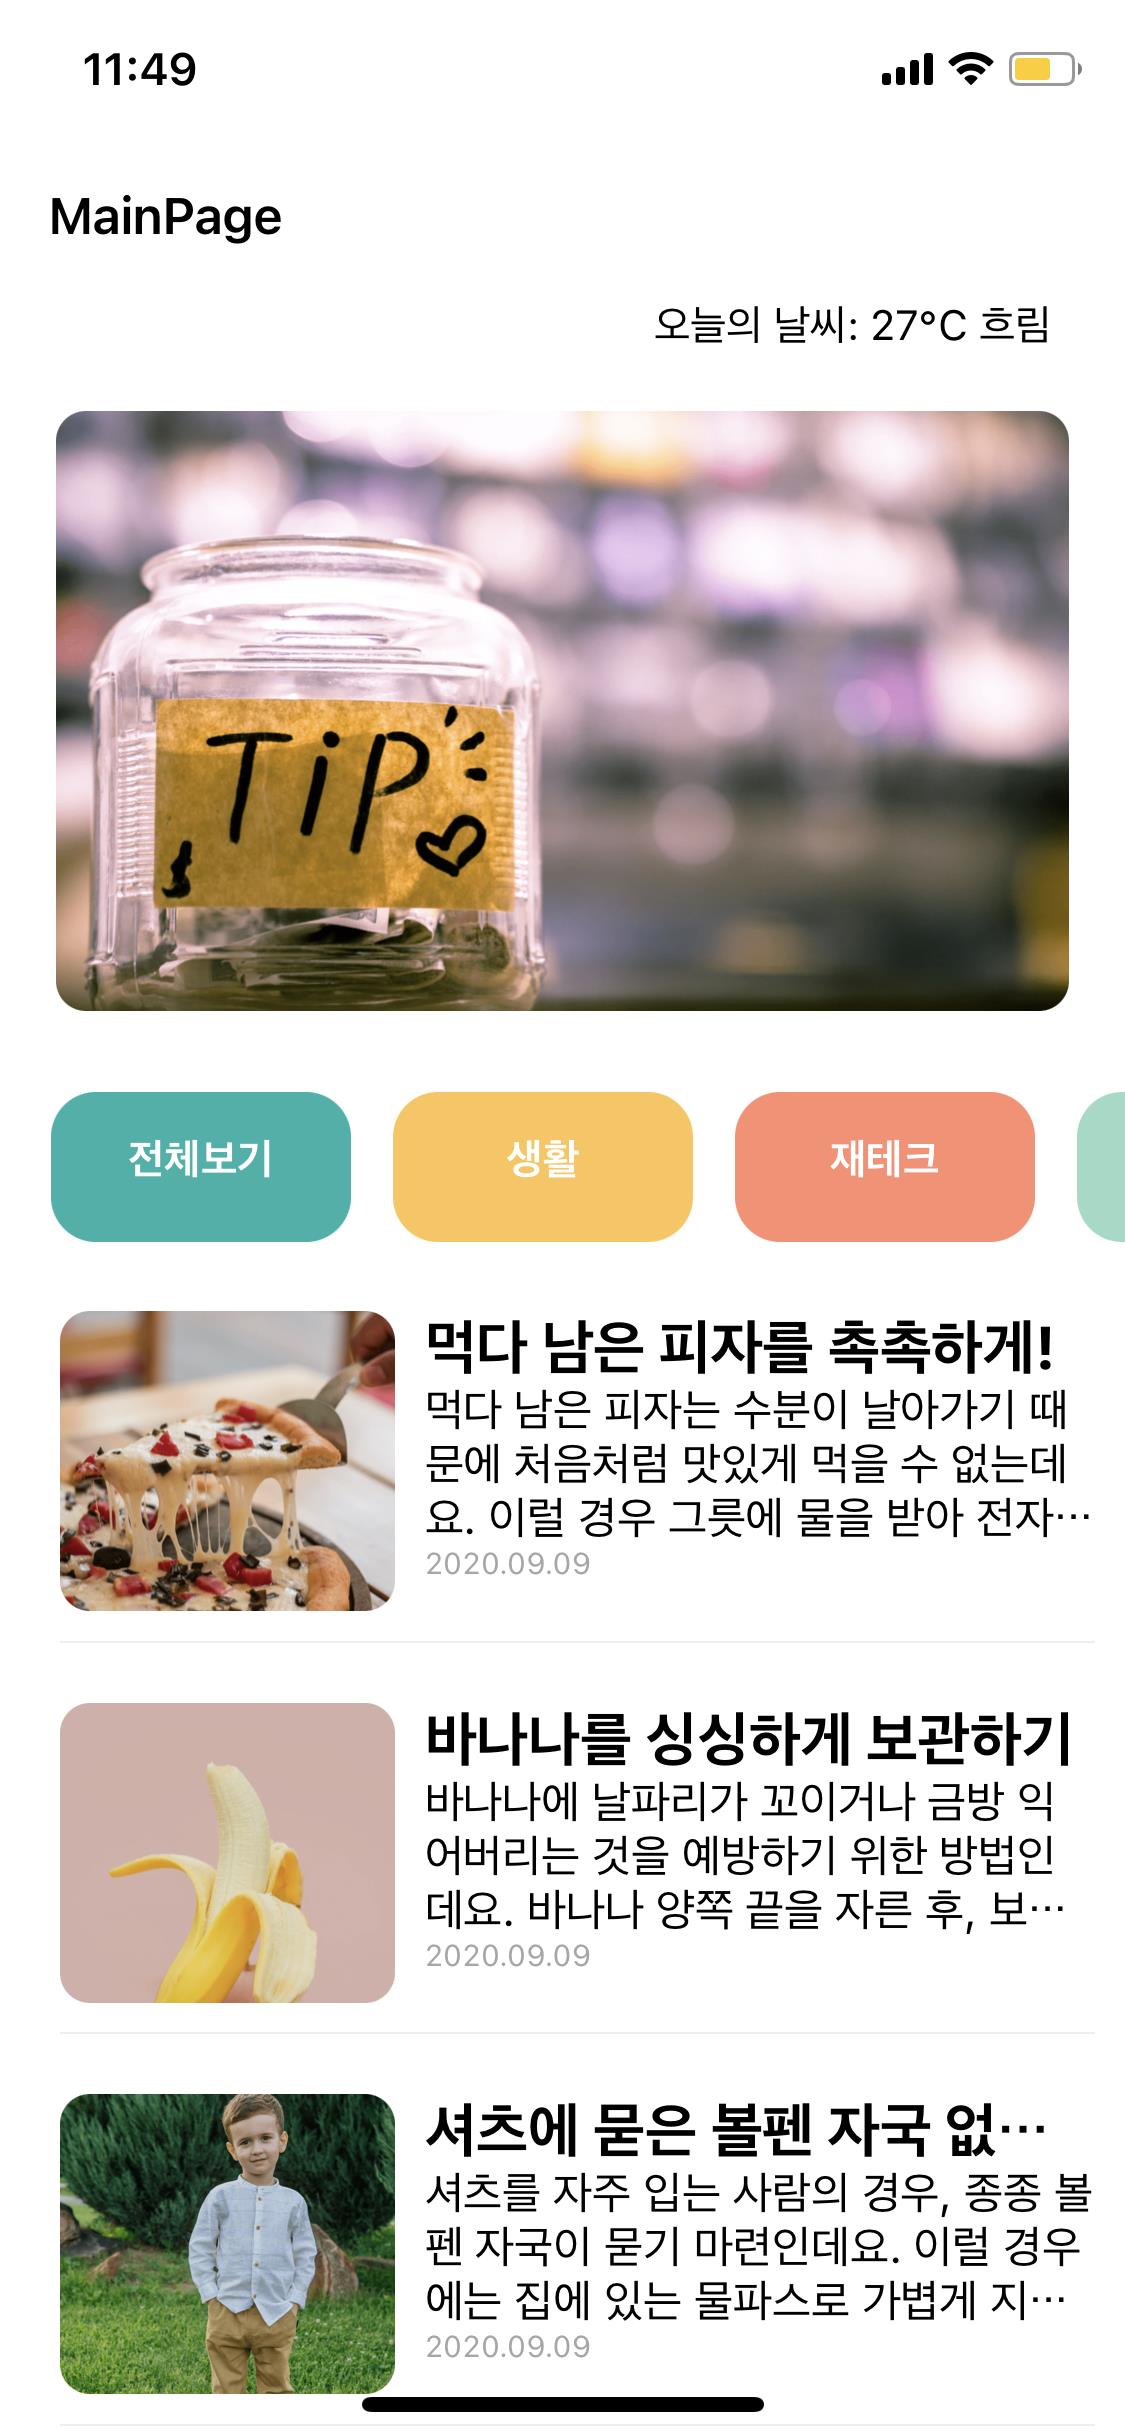 11:49
MainPage
오늘의 날씨: 27°C 흐림
TiP
전체보기
생활
재테크
먹다 남은 피자를 촉촉하게!
먹다 남은 피자는 수분이 날아가기 때
문에 처음처럼 맛있게 먹을 수 없는데
요. 이럴 경우 그릇에 물을 받아 전자…
2020.09.09
바나나를 싱싱하게 보관하기
바나나에 날파리가 꼬이거나 금방 익
어버리는 것을 예방하기 위한 방법인
데요. 바나나 양쪽 끝을 자른 후, 보…
2020.09.09
셔츠에 묻은 볼펜 자국 없…
셔츠를 자주 입는 사람의 경우, 종종 볼
펜 자국이 묻기 마련인데요. 이럴 경우
에는 집에 있는 물파스로 가볍게 지…
2020.09.09